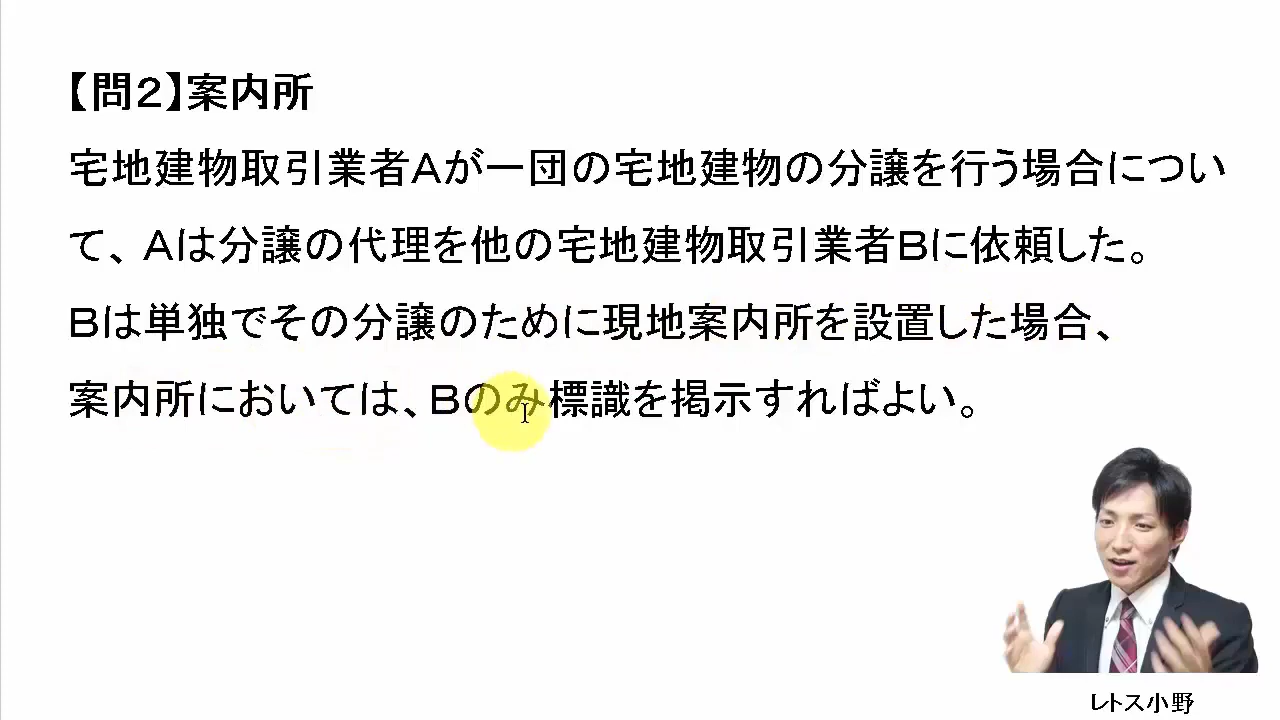 【問２】案内所
宅地建物取引業者Ａが一団の宅地建物の分譲を行う場合につい
て、Ａは分譲の代理を他の宅地建物取引業者Ｂに依頼した。
Ｂは単独でその分譲のために現地案内所を設置した場合、
案内所においては、Ｂのみ標識を掲示すればよい。
レトス小野